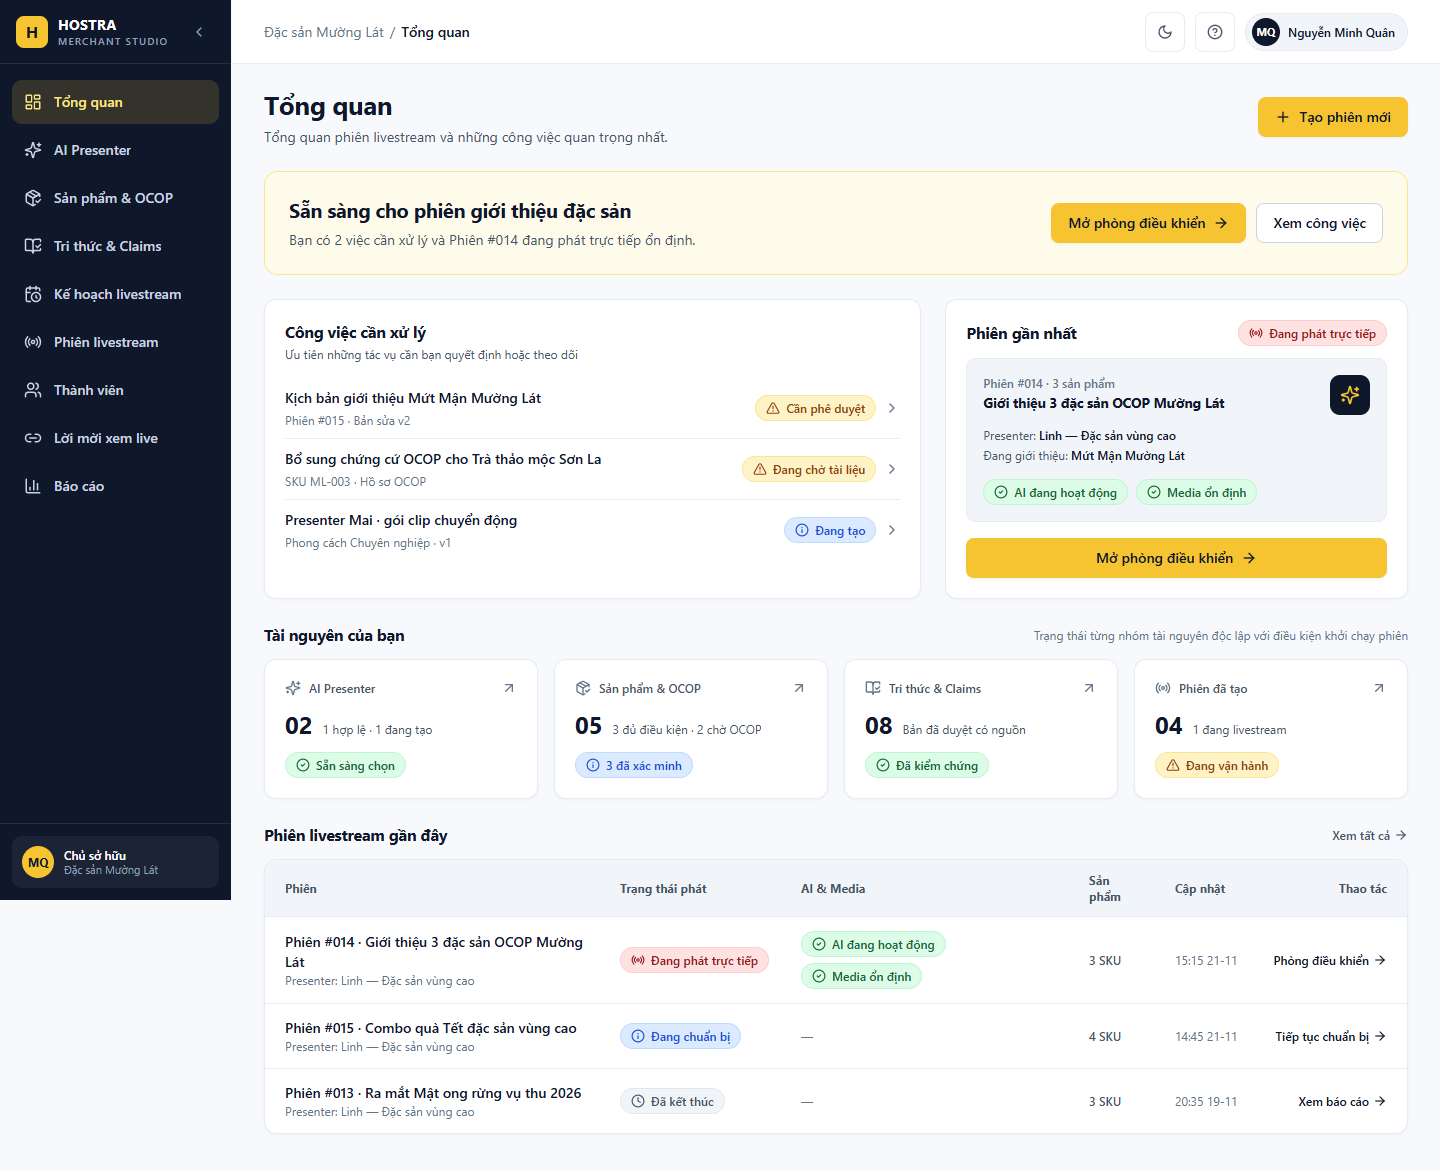 H
HOSTRA
MERCHANT STUDIO
Tổng quan
AI Presenter
Sản phẩm & OCOP
Tri thức & Claims
Kế hoạch livestream
Phiên livestream
Thành viên
Lời mời xem live
Báo cáo
MQ
Chủ sở hữu
Đặc sản Mường Lát
Đặc sản Mường Lát / Tổng quan
MQ Nguyễn Minh Quân
Tổng quan
Tổng quan phiên livestream và những công việc quan trọng nhất.
Tạo phiên mới
Sẵn sàng cho phiên giới thiệu đặc sản
Bạn có 2 việc cần xử lý và Phiên #014 đang phát trực tiếp ổn định.
Mở phòng điều khiển
Xem công việc
Công việc cần xử lý
Ưu tiên những tác vụ cần bạn quyết định hoặc theo dõi
Kịch bản giới thiệu Mứt Mận Mường Lát
Phiên #015 · Bản sửa v2
Cần phê duyệt
Bổ sung chứng cứ OCOP cho Trà thảo mộc Sơn La
SKU ML-003 · Hồ sơ OCOP
Đang chờ tài liệu
Presenter Mai · gói clip chuyển động
Phong cách Chuyên nghiệp · v1
Đang tạo
Phiên gần nhất
Đang phát trực tiếp
Phiên #014 · 3 sản phẩm
Giới thiệu 3 đặc sản OCOP Mường Lát
Presenter: Linh — Đặc sản vùng cao
Đang giới thiệu: Mứt Mận Mường Lát
AI đang hoạt động
Media ổn định
Mở phòng điều khiển
Tài nguyên của bạn
Trạng thái từng nhóm tài nguyên độc lập với điều kiện khởi chạy phiên
AI Presenter
02 1 hợp lệ · 1 đang tạo
Sẵn sàng chọn
Sản phẩm & OCOP
05 3 đủ điều kiện · 2 chờ OCOP
3 đã xác minh
Tri thức & Claims
08 Bản đã duyệt có nguồn
Đã kiểm chứng
Phiên đã tạo
04 1 đang livestream
Đang vận hành
Phiên livestream gần đây
Xem tất cả
Phiên
Trạng thái phát
AI & Media
Sản
phẩm
Cập nhật
Thao tác
Phiên #014 · Giới thiệu 3 đặc sản OCOP Mường
Lát
Presenter: Linh — Đặc sản vùng cao
Đang phát trực tiếp
AI đang hoạt động
Media ổn định
3 SKU
15:15 21-11
Phòng điều khiển
Phiên #015 · Combo quà Tết đặc sản vùng cao
Presenter: Linh — Đặc sản vùng cao
Đang chuẩn bị
—
4 SKU
14:45 21-11
Tiếp tục chuẩn bị
Phiên #013 · Ra mắt Mật ong rừng vụ thu 2026
Presenter: Linh — Đặc sản vùng cao
Đã kết thúc
—
3 SKU
20:35 19-11
Xem báo cáo